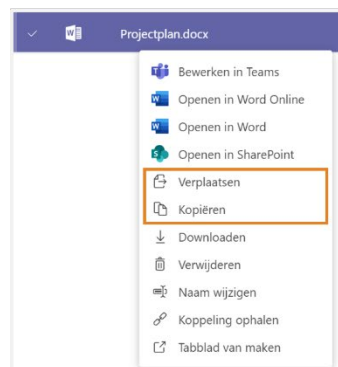 Projectplan.docx
Bewerken in Teams
Openen in Word Online
Openen in Word
Openen in SharePoint
Verplaatsen
Kopiëren
Downloaden
Verwijderen
Naam wijzigen
Koppeling ophalen
Tabblad van maken